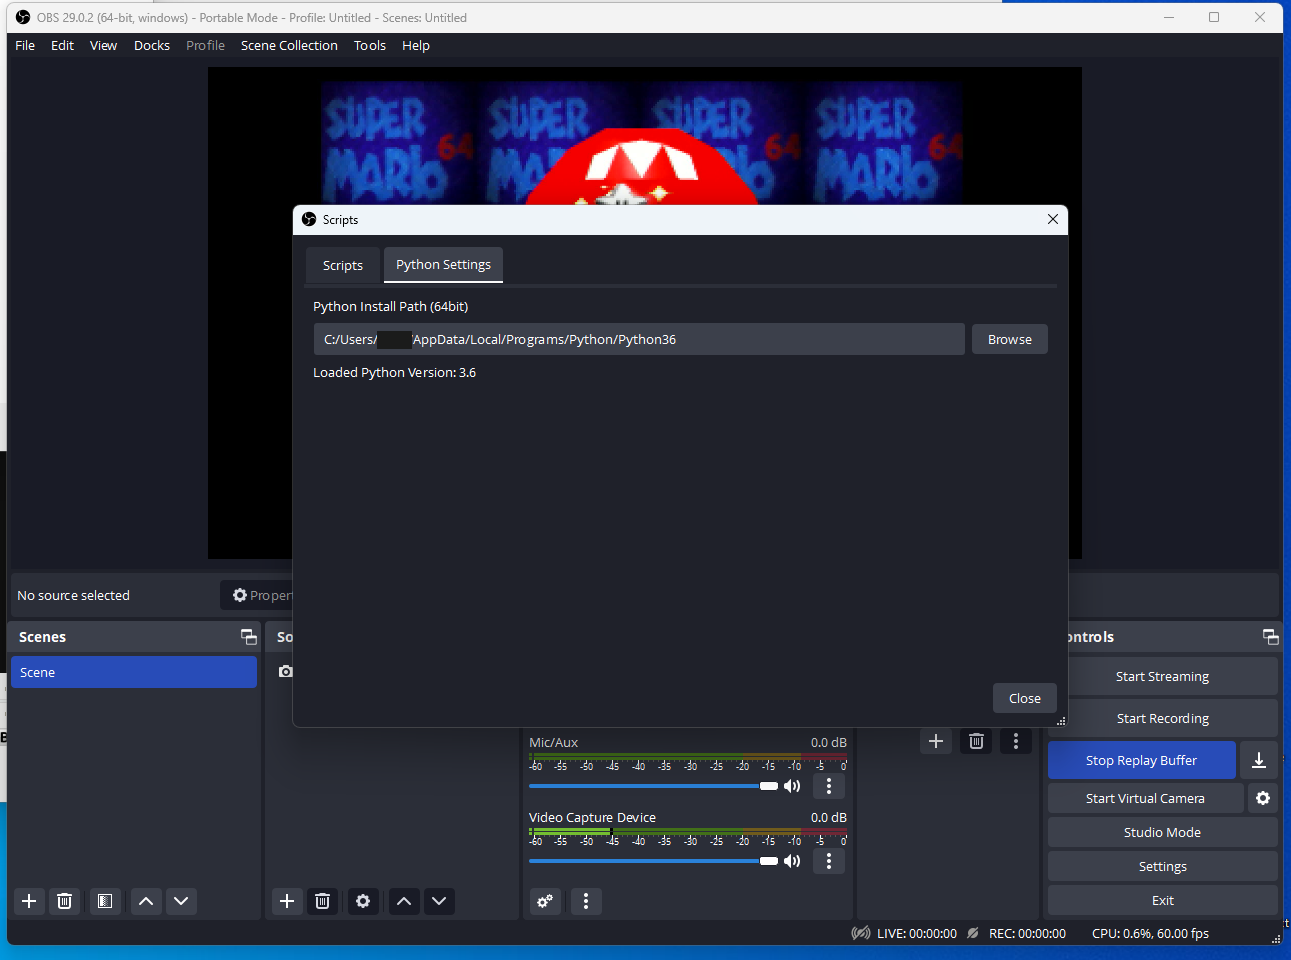 OBS 29.0.2 (64-bit, windows) - Portable Mode - Profile: Untitled - Scenes: Untitled
File Edit View Docks Profile Scene Collection Tools Help
SUPER SUPER SUPER SUPER
MARIO 64 64 MARIO 64
Scripts
Scripts Python Settings
Python Install Path (64bit)
C:/Users/ /AppData/Local/Programs/Python/Python36 Browse
Loaded Python Version: 3.6
No source selected
Scenes
Scene
Close
Mic/Aux 0.0 dB
-60 -55 -50 -45 -40 -35 -30 -25 -20 -15 -10 -5 0
Video Capture Device 0.0 dB
-60 -55 -50 -45 -40 -35 -30 -25 -20 -15 -10 -5 0
Start Streaming
Start Recording
Stop Replay Buffer
Start Virtual Camera
Studio Mode
Settings
Exit
LIVE: 00:00:00 REC: 00:00:00 CPU: 0.6%, 60.00 fps